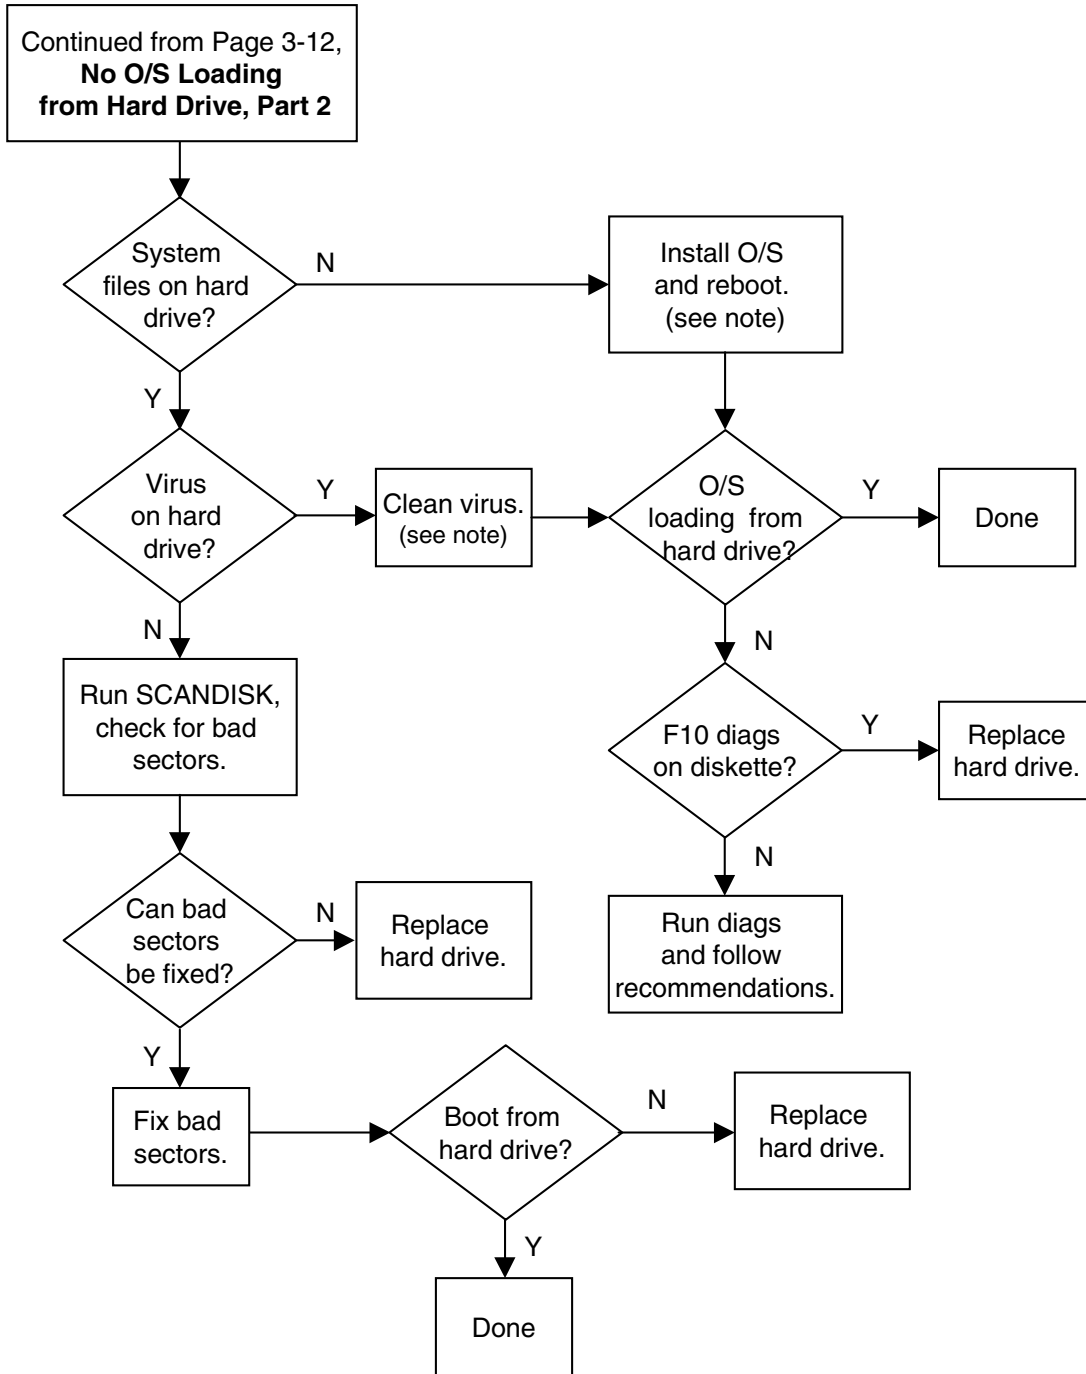 Continued from Page 3-12,
No O/S Loading
from Hard Drive, Part 2
System
files on hard
drive?
N
Install O/S
and reboot.
(see note)
Y
Virus
on hard
drive?
Y
Clean virus.
(see note)
O/S
loading from
hard drive?
Y
Done
N
N
Run SCANDISK,
check for bad
sectors.
F10 diags
on diskette?
Y
Replace
hard drive.
N
Can bad
sectors
be fixed?
N
Replace
hard drive.
Run diags
and follow
recommendations.
Y
Fix bad
sectors.
Boot from
hard drive?
N
Replace
hard drive.
Y
Done